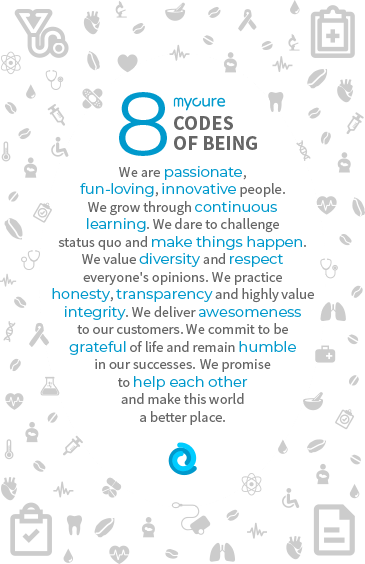 8 mycure
CODES
OF BEING
We are passionate,
fun-loving, innovative people.
We grow through continuous
learning. We dare to challenge
status quo and make things happen.
We value diversity and respect
everyone's opinions. We practice
honesty, transparency and highly value
integrity. We deliver awesomeness
to our customers. We commit to be
grateful of life and remain humble
in our successes. We promise
to help each other
and make this world
a better place.